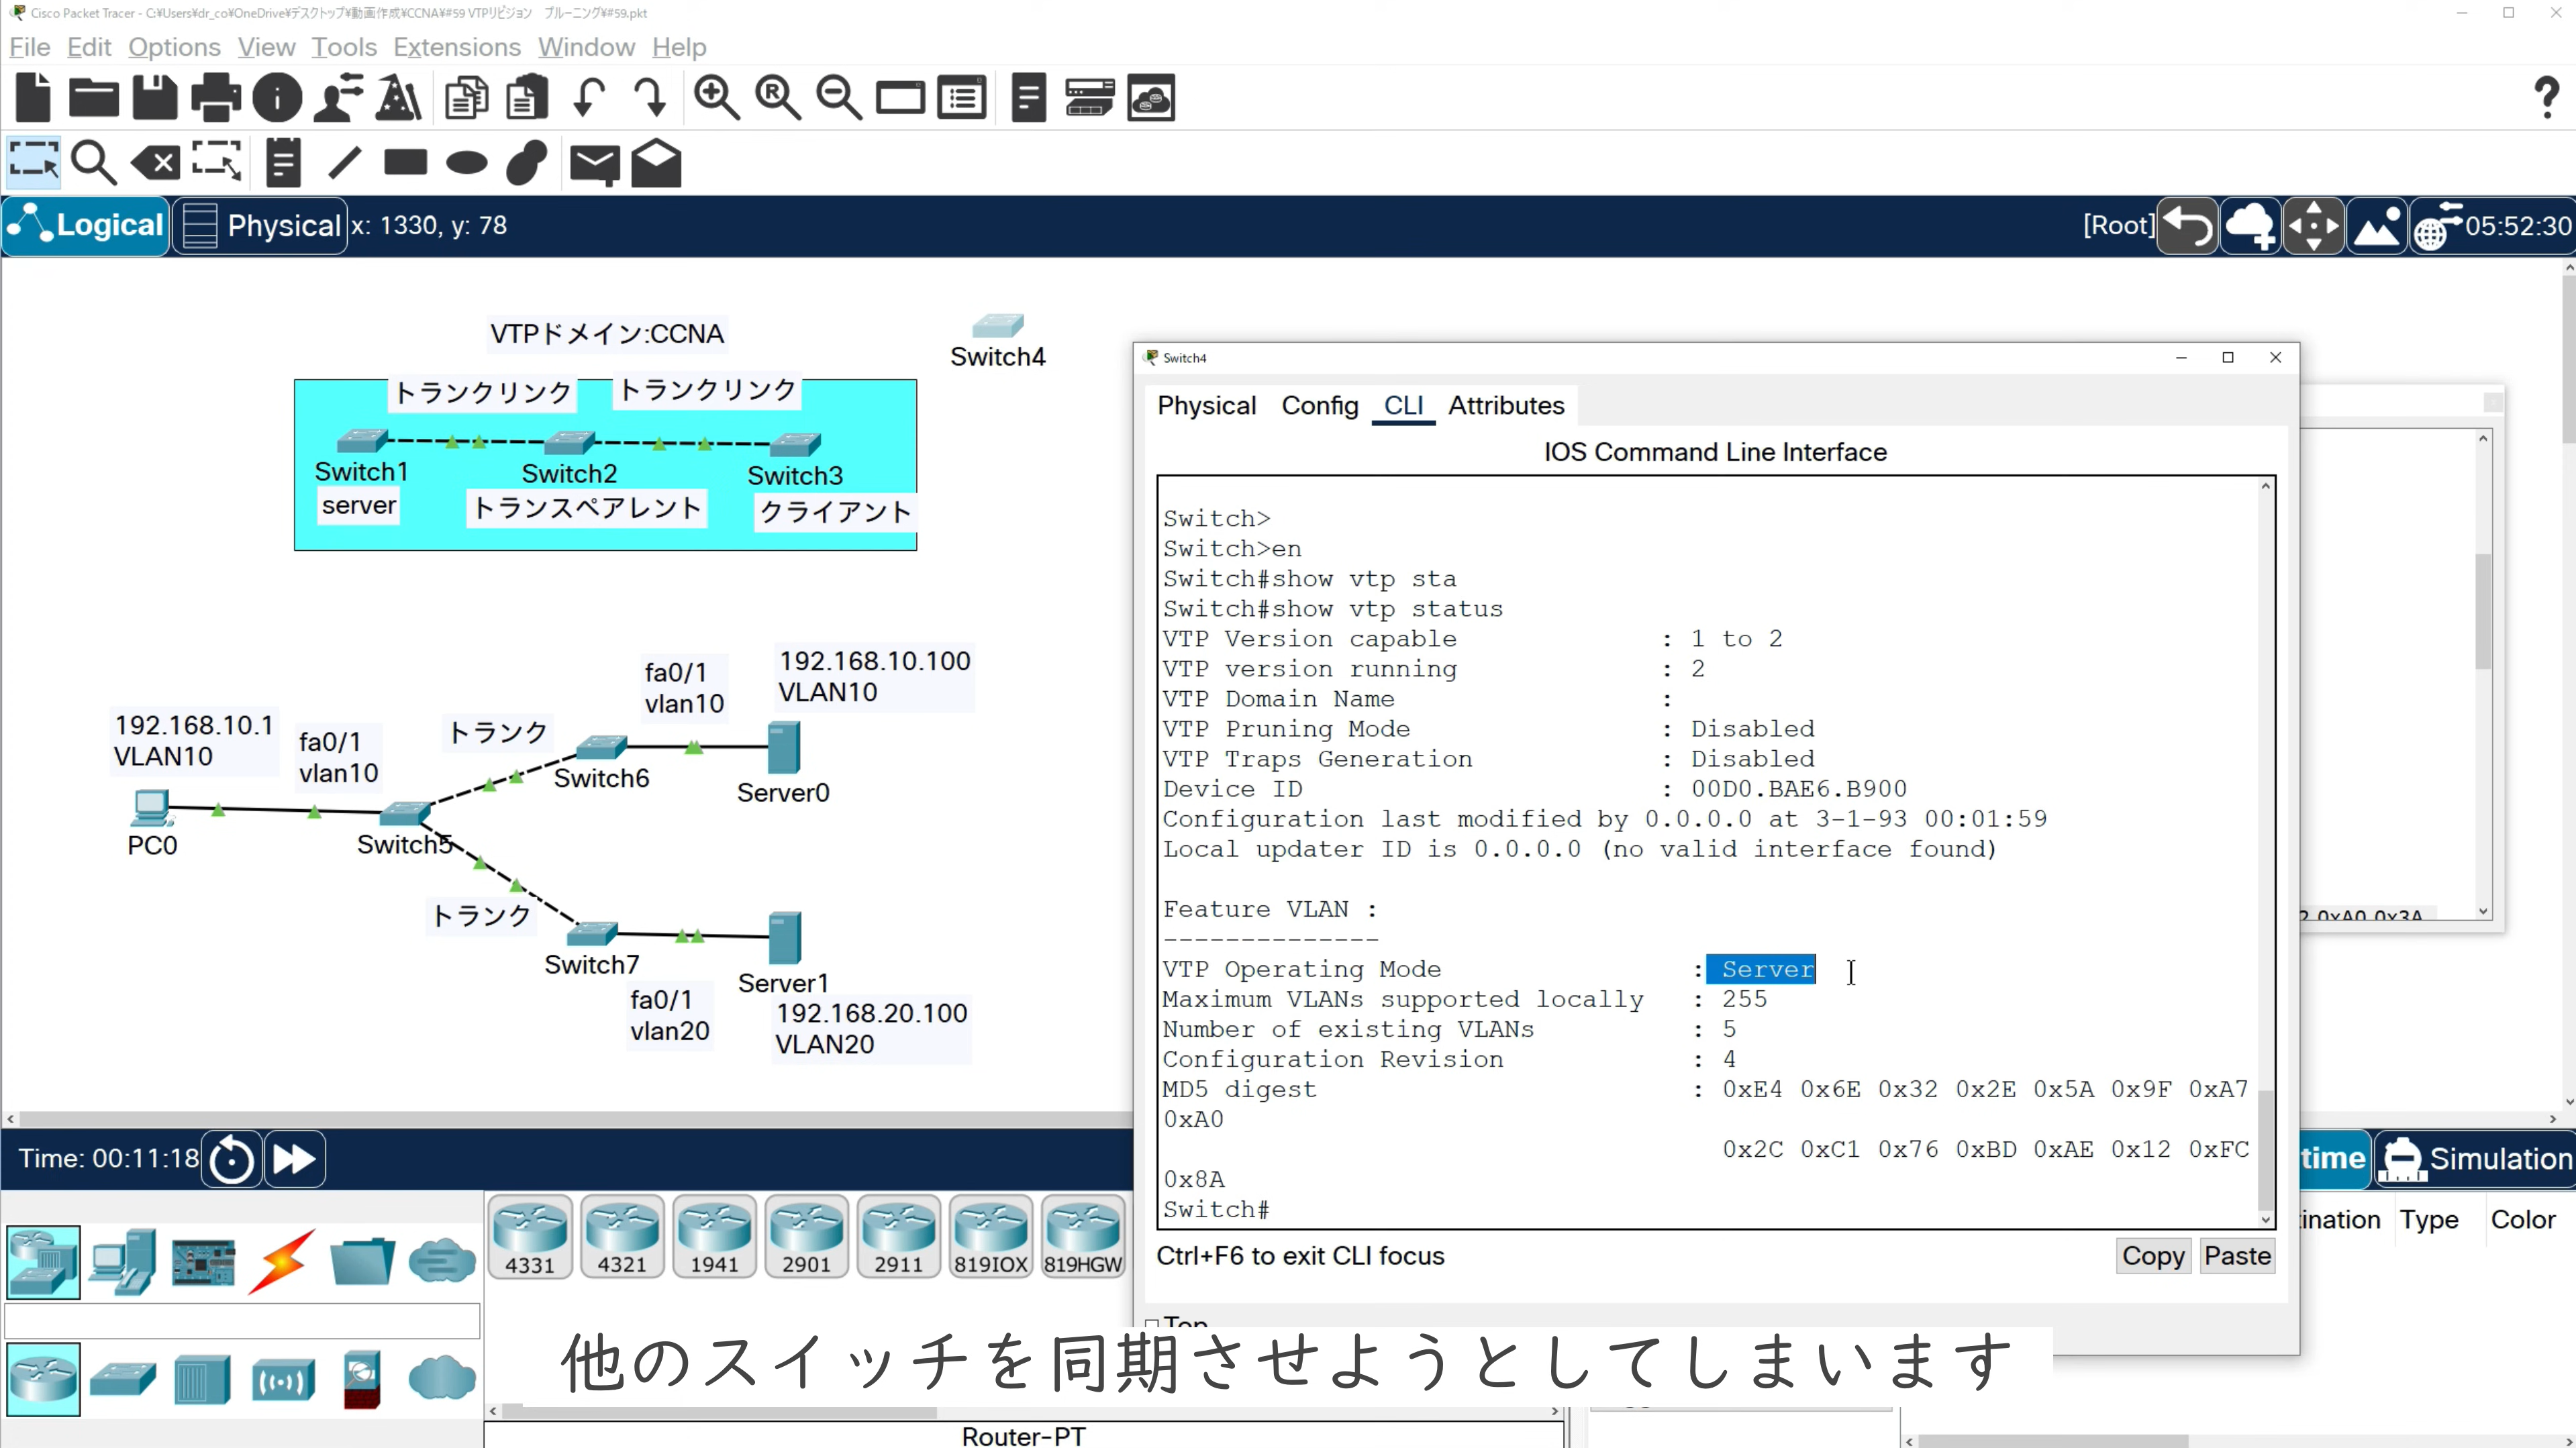 Cisco Packet Tracer - C:¥Users¥dr_co¥OneDrive¥デスクトップ¥動画作成¥CCNA¥#59 VTPリビジョン　プルーニング¥#59.pkt
File Edit Options View Tools Extensions Window Help
Logical Physical x: 1330, y: 78
[Root] 05:52:30
VTPドメイン:CCNA
Switch4
トランクリンク トランクリンク
Switch1 Switch2 Switch3
server トランスペアレント クライアント
192.168.10.100
VLAN10
fa0/1
vlan10
192.168.10.1
VLAN10
fa0/1
vlan10
トランク
Switch6
Server0
PC0
Switch5
トランク
Switch7
Server1
fa0/1
vlan20
192.168.20.100
VLAN20
Switch4
Physical Config CLI Attributes
IOS Command Line Interface
Switch>
Switch>en
Switch#show vtp sta
Switch#show vtp status
VTP Version capable : 1 to 2
VTP version running : 2
VTP Domain Name :
VTP Pruning Mode : Disabled
VTP Traps Generation : Disabled
Device ID : 00D0.BAE6.B900
Configuration last modified by 0.0.0.0 at 3-1-93 00:01:59
Local updater ID is 0.0.0.0 (no valid interface found)
Feature VLAN :
--------------
VTP Operating Mode : Server
Maximum VLANs supported locally : 255
Number of existing VLANs : 5
Configuration Revision : 4
MD5 digest : 0xE4 0x6E 0x32 0x2E 0x5A 0x9F 0xA7
0xA0
0x2C 0xC1 0x76 0xBD 0xAE 0x12 0xFC
0x8A
Switch#
Ctrl+F6 to exit CLI focus
Copy Paste
Top
2 0xA0 0x3A
Time: 00:11:18
time Simulation
ination Type Color
4331 4321 1941 2901 2911 819IOX 819HGW
他のスイッチを同期させようとしてしまいます
Router-PT